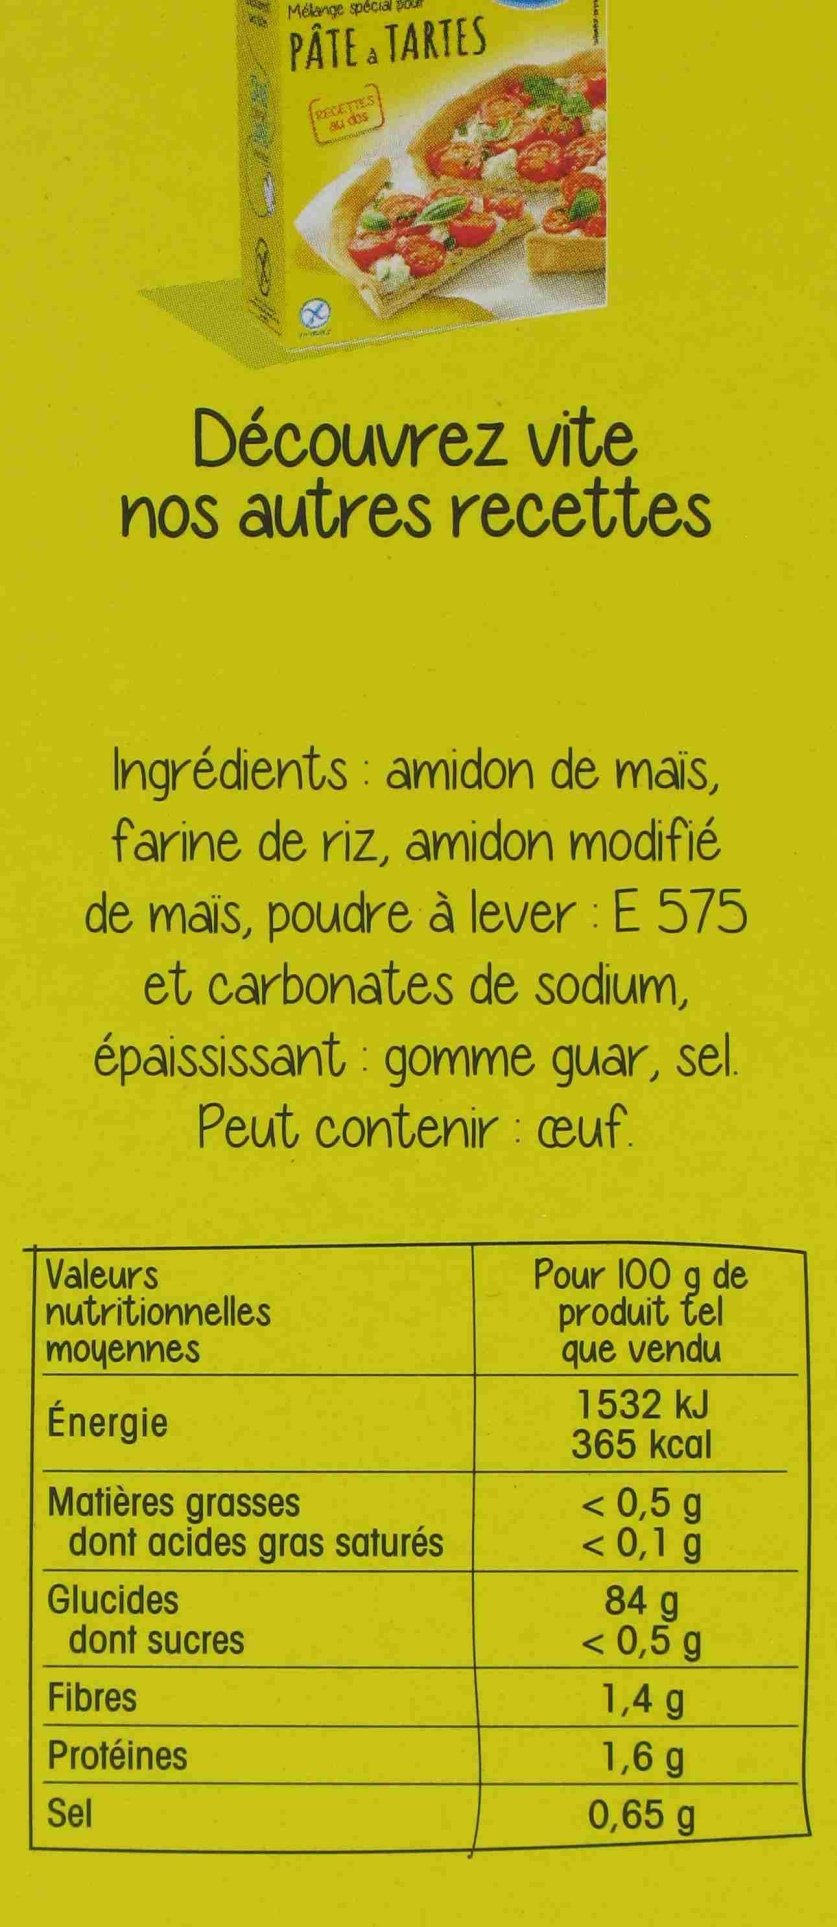 Mélange spécial pour
PÂTE à TARTES
RECETTES
au dos
Découvrez vite
nos autres recettes
Ingrédients : amidon de maïs,
farine de riz, amidon modifié
de maïs, poudre à lever : E 575
et carbonates de sodium,
épaississant : gomme guar, sel.
Peut contenir : œuf.
Valeurs
nutritionnelles
moyennes
Pour 100 g de
produit tel
que vendu
Énergie
1532 kJ
365 kcal
Matières grasses
< 0,5 g
dont acides gras saturés
< 0,1 g
Glucides
84 g
dont sucres
< 0,5 g
Fibres
1,4 g
Protéines
1,6 g
Sel
0,65 g